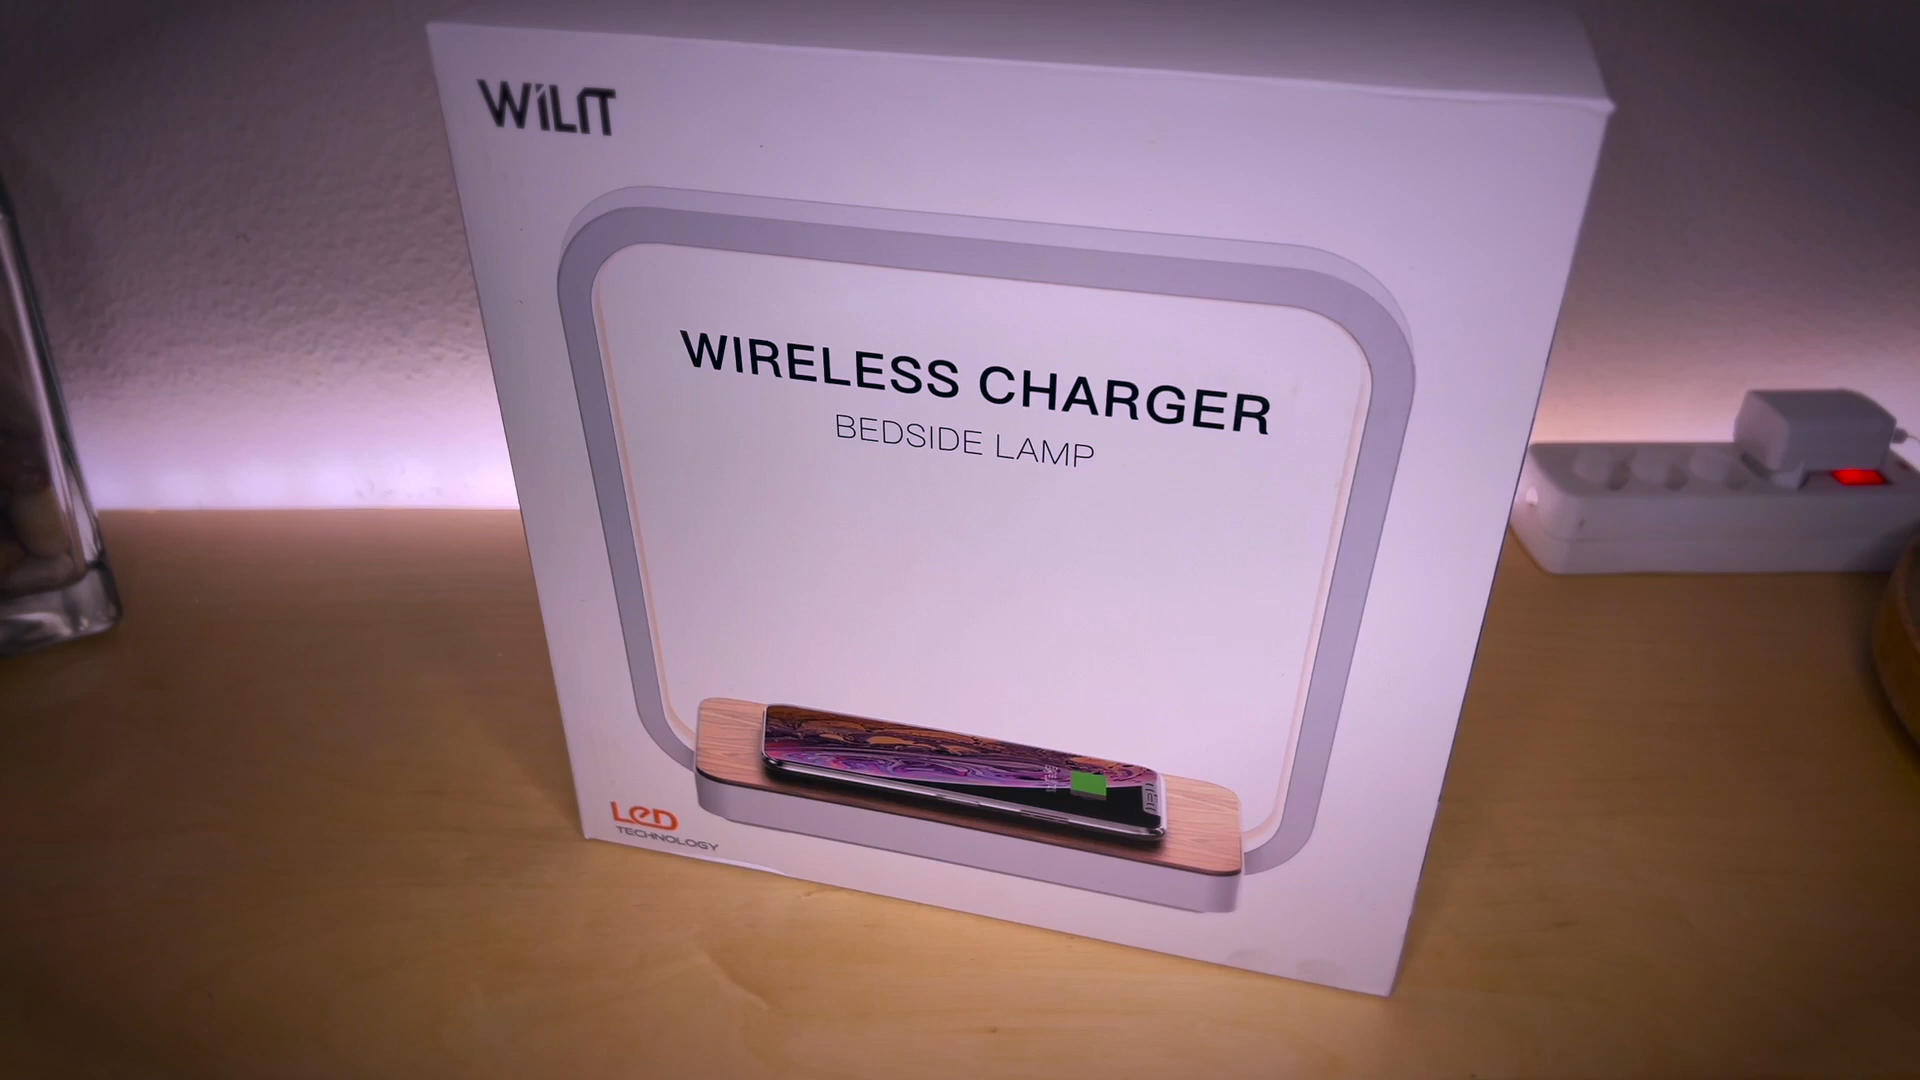 WILIT
WIRELESS CHARGER
BEDSIDE LAMP
LED
TECHNOLOGY